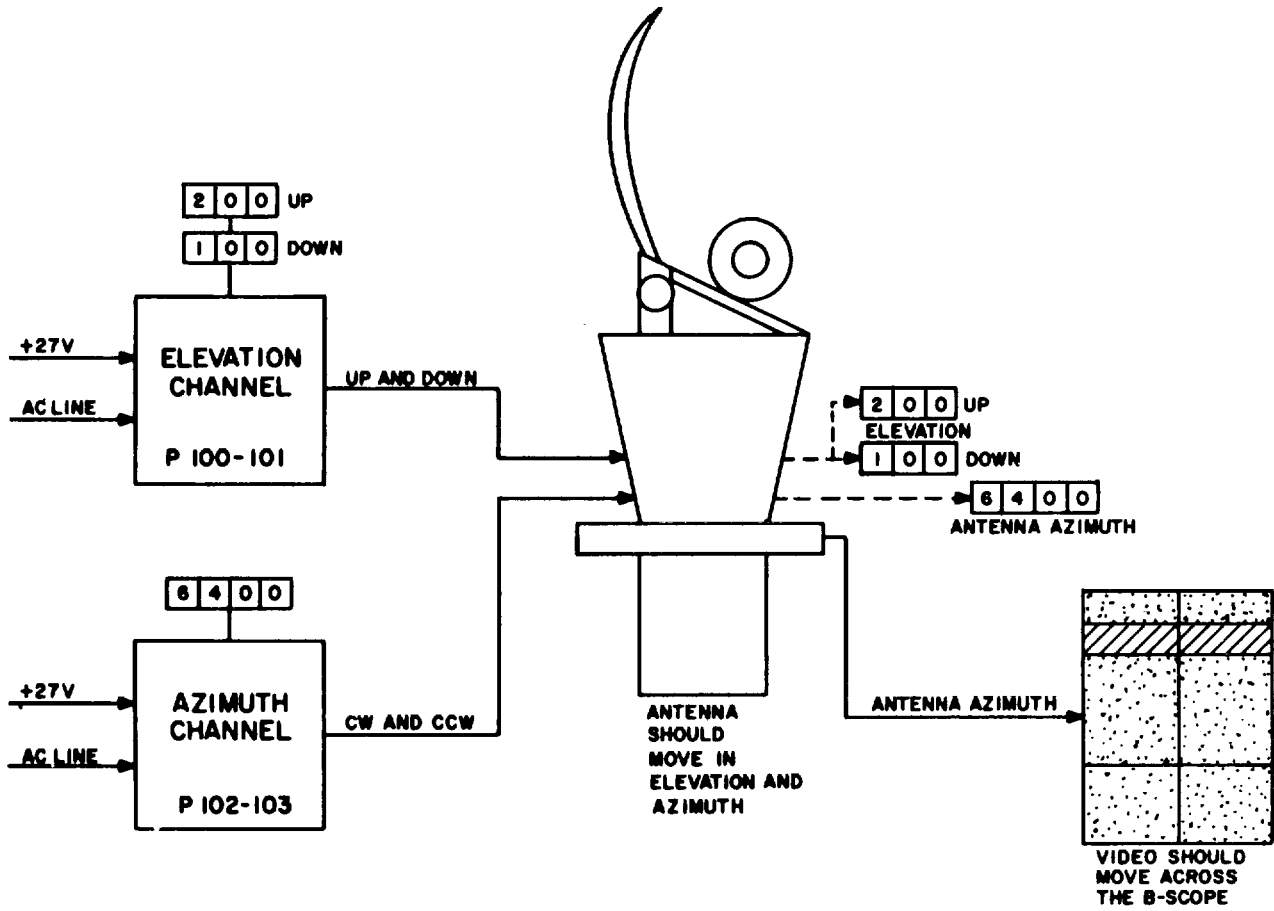 2 0 0 UP
1 0 0 DOWN
+27V
AC LINE
ELEVATION
CHANNEL
P 100-101
UP AND DOWN
2 0 0 UP
ELEVATION
1 0 0 DOWN
6 4 0 0
ANTENNA AZIMUTH
6 4 0 0
+27V
AC LINE
AZIMUTH
CHANNEL
P 102-103
CW AND CCW
ANTENNA
SHOULD
MOVE IN
ELEVATION AND
AZIMUTH
ANTENNA AZIMUTH
VIDEO SHOULD
MOVE ACROSS
THE B-SCOPE